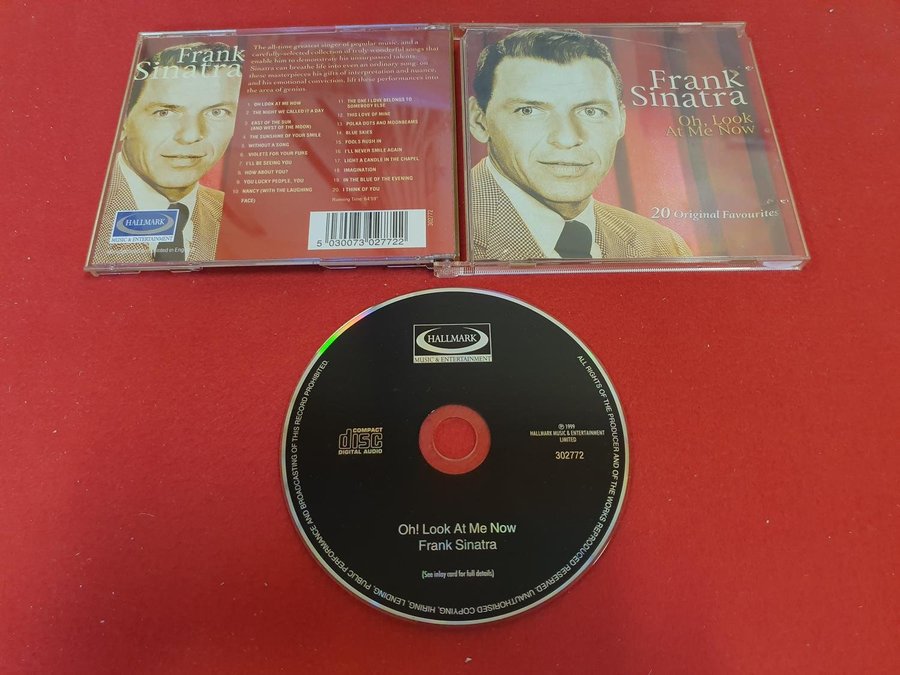 Frank
Sinatra
The all-time greatest singer of popular music, and a
carefully-selected collection of truly wonderful songs that
enable him to demonstrate his unsurpassed talents.
Sinatra can breathe life into even an ordinary song: on
these masterpieces his gifts of interpretation and nuance,
and his emotional conviction, lift these performances into
the area of genius.
1. OH LOOK AT ME NOW
2. THE NIGHT WE CALLED IT A DAY
3. EAST OF THE SUN
(AND WEST OF THE MOON)
4. THE SUNSHINE OF YOUR SMILE
5. WITHOUT A SONG
6. VIOLETS FOR YOUR FURS
7. I'LL BE SEEING YOU
8. HOW ABOUT YOU?
9. YOU LUCKY PEOPLE, YOU
10. NANCY (WITH THE LAUGHING
FACE)
11. THE ONE I LOVE BELONGS TO
SOMEBODY ELSE
12. THIS LOVE OF MINE
13. POLKA DOTS AND MOONBEAMS
14. BLUE SKIES
15. FOOLS RUSH IN
16. I'LL NEVER SMILE AGAIN
17. LIGHT A CANDLE IN THE CHAPEL
18. IMAGINATION
19. IN THE BLUE OF THE EVENING
20. I THINK OF YOU
Running Time: 64'59"
HALLMARK
MUSIC & ENTERTAINMENT
5 030073 027722
302772
Frank
Sinatra
Oh, Look
At Me Now
20 Original Favourites
HALLMARK
MUSIC & ENTERTAINMENT
COMPACT
disc
DIGITAL AUDIO
℗ 1999
HALLMARK MUSIC & ENTERTAINMENT
LIMITED
302772
Oh! Look At Me Now
Frank Sinatra
(See inlay card for full details)
ALL RIGHTS OF THE PRODUCER AND OF THE WORKS REPRODUCED RESERVED. UNAUTHORISED COPYING, HIRING, LENDING, PUBLIC PERFORMANCE AND BROADCASTING OF THIS RECORD PROHIBITED.